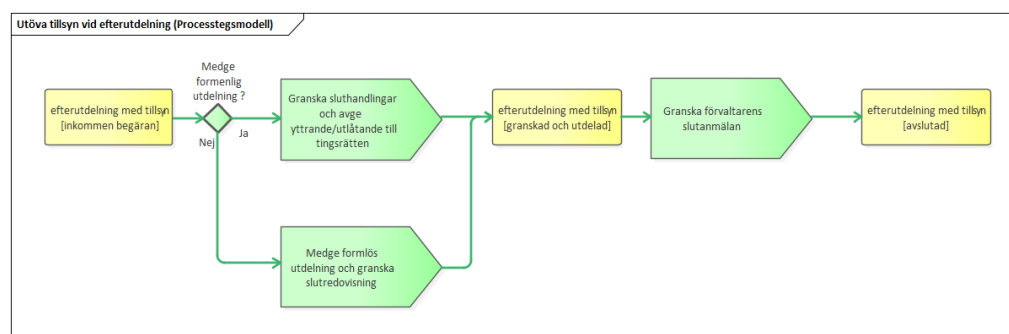 Utöva tillsyn vid efterutdelning (Processtegsmodell)
Medge
formenlig
utdelning ?
efterutdelning med tillsyn
[inkommen begäran]
Nej
Ja
Granska sluthandlingar
och avge
yttrande/utlåtande till
tingsrätten
efterutdelning med tillsyn
[granskad och utdelad]
Granska förvaltarens
slutanmälan
efterutdelning med tillsyn
[avslutad]
Medge formlös
utdelning och granska
slutredovisning